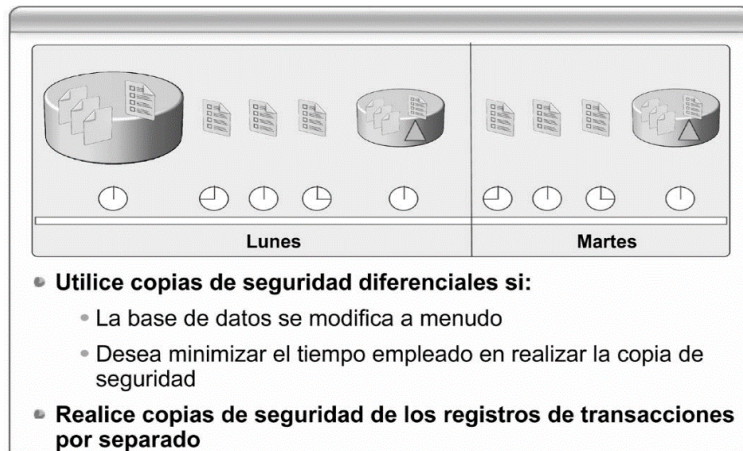 Lunes
Martes
Utilice copias de seguridad diferenciales si:
La base de datos se modifica a menudo
Desea minimizar el tiempo empleado en realizar la copia de
seguridad
Realice copias de seguridad de los registros de transacciones
por separado